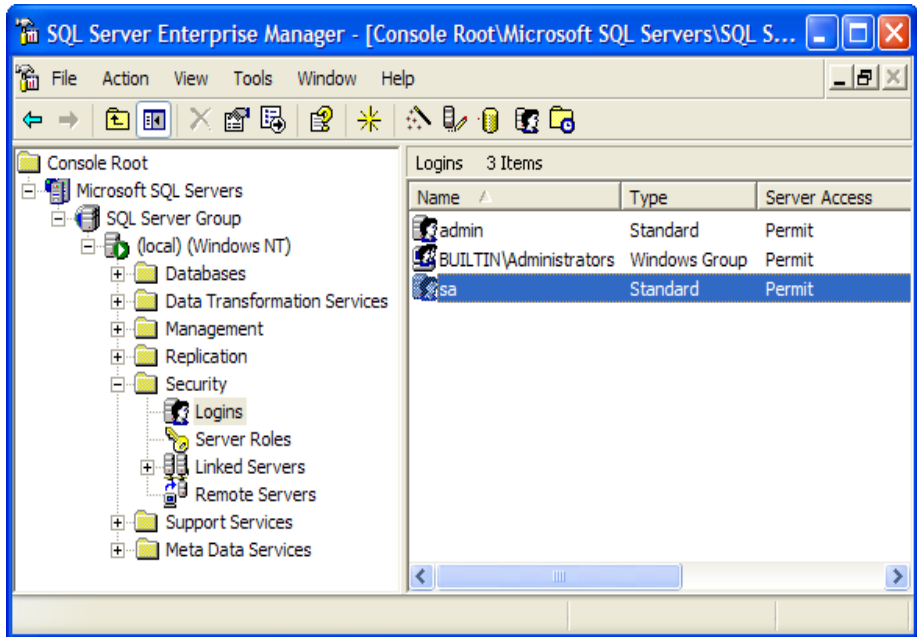 SQL Server Enterprise Manager - [Console Root\Microsoft SQL Servers\SQL S...
File Action View Tools Window Help
Console Root
Microsoft SQL Servers
SQL Server Group
(local) (Windows NT)
Databases
Data Transformation Services
Management
Replication
Security
Logins
Server Roles
Linked Servers
Remote Servers
Support Services
Meta Data Services
Logins 3 Items
Name Type Server Access
admin Standard Permit
BUILTIN\Administrators Windows Group Permit
sa Standard Permit